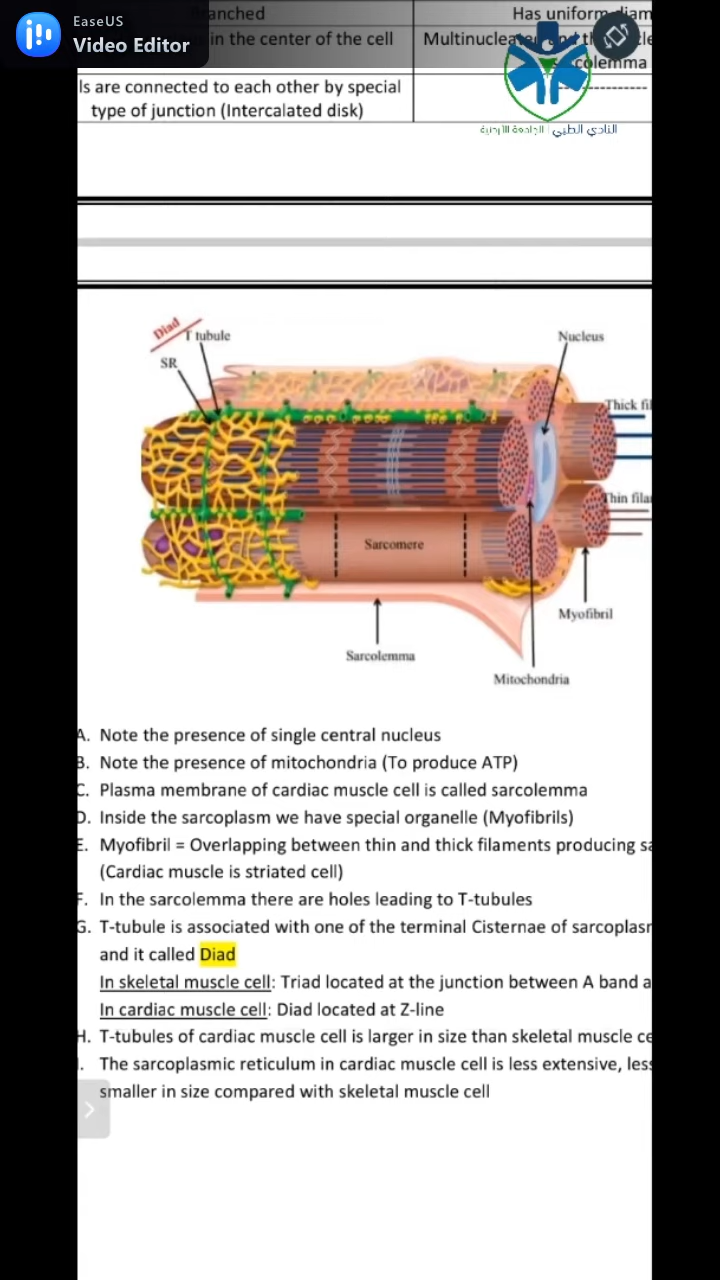 EaseUS
Video Editor
ranched
Has uniform diam
in the center of the cell
Multinucleated
colemma
ls are connected to each other by special
type of junction (Intercalated disk)
النادي الطبي | الجامعة الأردنية
Diad
T tubule
SR
Nucleus
Thick fil
Thin fila
Sarcomere
Myofibril
Sarcolemma
Mitochondria
A. Note the presence of single central nucleus
B. Note the presence of mitochondria (To produce ATP)
C. Plasma membrane of cardiac muscle cell is called sarcolemma
D. Inside the sarcoplasm we have special organelle (Myofibrils)
E. Myofibril = Overlapping between thin and thick filaments producing sa
(Cardiac muscle is striated cell)
F. In the sarcolemma there are holes leading to T-tubules
G. T-tubule is associated with one of the terminal Cisternae of sarcoplasr
and it called Diad
In skeletal muscle cell: Triad located at the junction between A band a
In cardiac muscle cell: Diad located at Z-line
H. T-tubules of cardiac muscle cell is larger in size than skeletal muscle ce
. The sarcoplasmic reticulum in cardiac muscle cell is less extensive, less
smaller in size compared with skeletal muscle cell